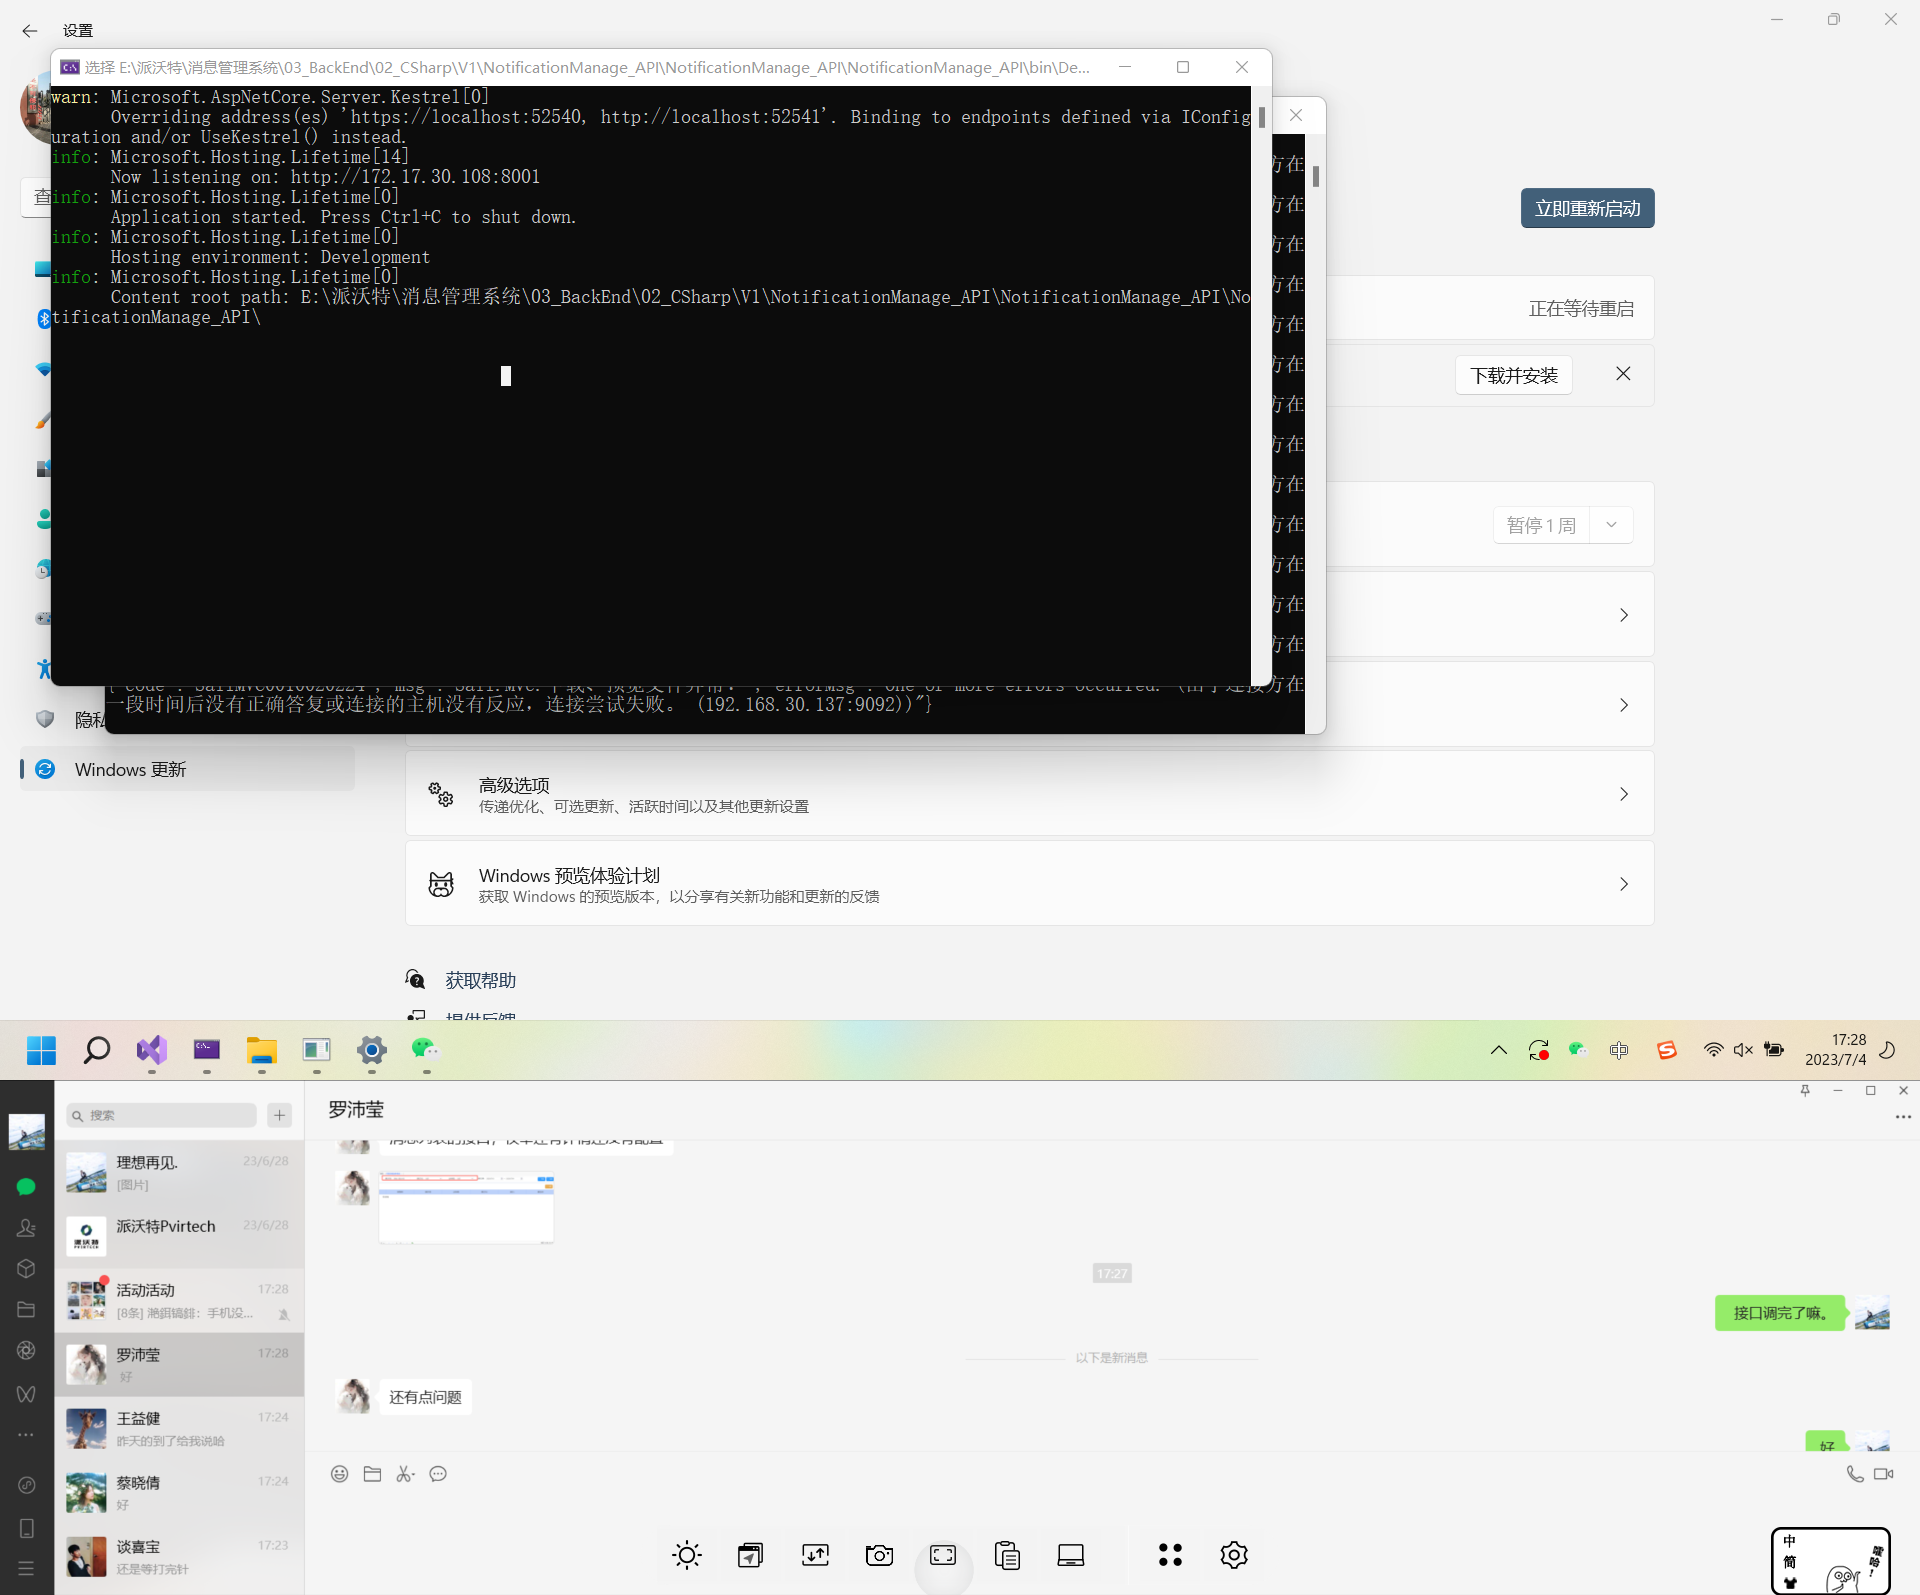 设置
选择 E:\派沃特\消息管理系统\03_BackEnd\02_CSharp\V1\NotificationManage_API\NotificationManage_API\NotificationManage_API\bin\De...
warn: Microsoft.AspNetCore.Server.Kestrel[0]
Overriding address(es) 'https://localhost:52540, http://localhost:52541'. Binding to endpoints defined via IConfig
uration and/or UseKestrel() instead.
info: Microsoft.Hosting.Lifetime[14]
Now listening on: http://172.17.30.108:8001
info: Microsoft.Hosting.Lifetime[0]
Application started. Press Ctrl+C to shut down.
info: Microsoft.Hosting.Lifetime[0]
Hosting environment: Development
info: Microsoft.Hosting.Lifetime[0]
Content root path: E:\派沃特\消息管理系统\03_BackEnd\02_CSharp\V1\NotificationManage_API\NotificationManage_API\No
tificationManage_API\
查
方在
方在
方在
方在
方在
方在
方在
方在
方在
方在
方在
方在
方在
方在
一段时间后没有正确答复或连接的主机没有反应，连接尝试失败。 (192.168.30.137:9092))"}
立即重新启动
正在等待重启
下载并安装
暂停 1 周
隐私
Windows 更新
高级选项
传递优化、可选更新、活跃时间以及其他更新设置
Windows 预览体验计划
获取 Windows 的预览版本，以分享有关新功能和更新的反馈
获取帮助
提供反馈
中
17:28
2023/7/4
搜索
理想再见.
23/6/28
[图片]
派沃特Pvirtech
23/6/28
活动活动
17:28
罗沛莹
17:28
好
王益健
17:24
昨天的到了给我说哈
蔡晓倩
17:24
好
谈喜宝
17:23
还是等打完针
罗沛莹
17:27
接口调完了嘛。
以下是新消息
还有点问题
好
中
简